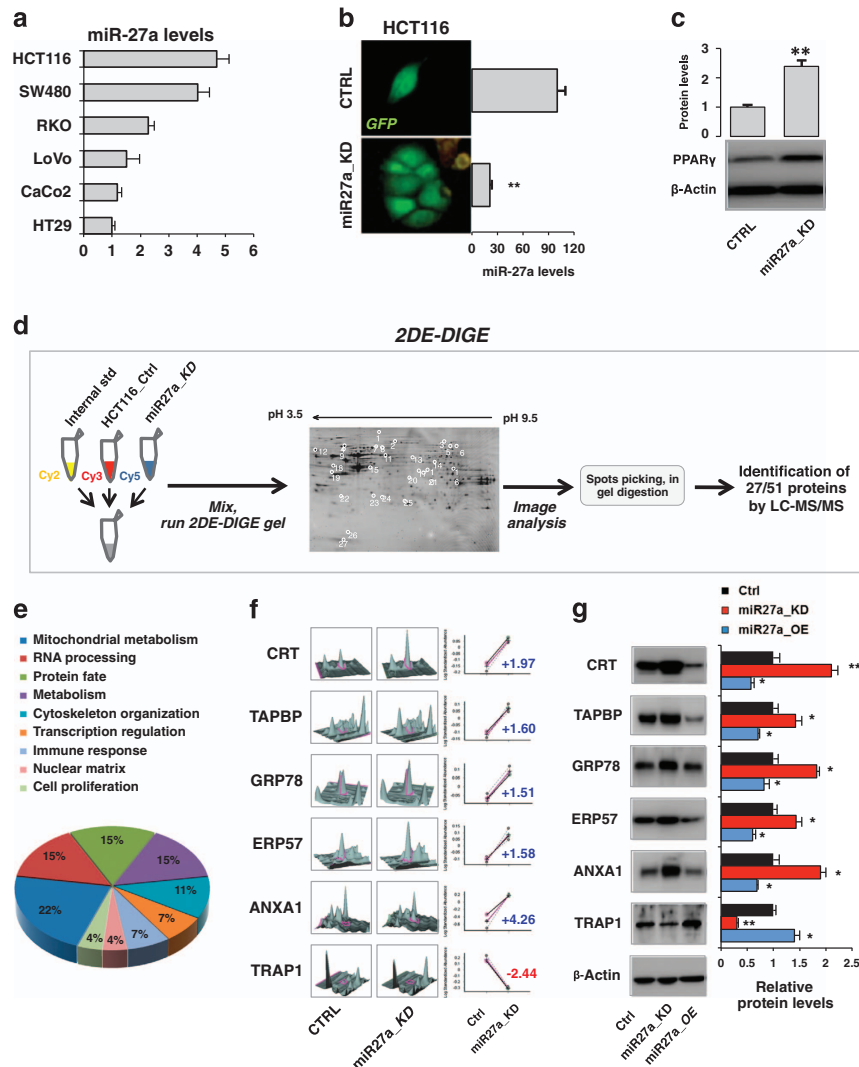 a
miR-27a levels
HCT116
SW480
RKO
LoVo
CaCo2
HT29
0 1 2 3 4 5 6
b
HCT116
CTRL
GFP
miR27a_KD
**
0 30 60 90 120
miR-27a levels
c
Protein levels
3
2
1
0
**
PPARγ
β-Actin
CTRL
miR27a_KD
d
2DE-DIGE
Internal std
HCT116_Ctrl
miR27a_KD
Cy2
Cy3
Cy5
Mix,
run 2DE-DIGE gel
pH 3.5
pH 9.5
Image
analysis
Spots picking, in
gel digestion
Identification of
27/51 proteins
by LC-MS/MS
e
Mitochondrial metabolism
RNA processing
Protein fate
Metabolism
Cytoskeleton organization
Transcription regulation
Immune response
Nuclear matrix
Cell proliferation
15%
15%
15%
11%
22%
7%
7%
4%
4%
f
CRT
+1.97
TAPBP
+1.60
GRP78
+1.51
ERP57
+1.58
ANXA1
+4.26
TRAP1
-2.44
CTRL
miR27a_KD
Ctrl
miR27a_KD
g
Ctrl
miR27a_KD
miR27a_OE
CRT
**
*
TAPBP
*
*
GRP78
*
*
ERP57
*
*
ANXA1
*
*
TRAP1
**
*
β-Actin
0 0.5 1.0 1.5 2.0 2.5
Relative
protein levels
Ctrl
miR27a_KD
miR27a_OE